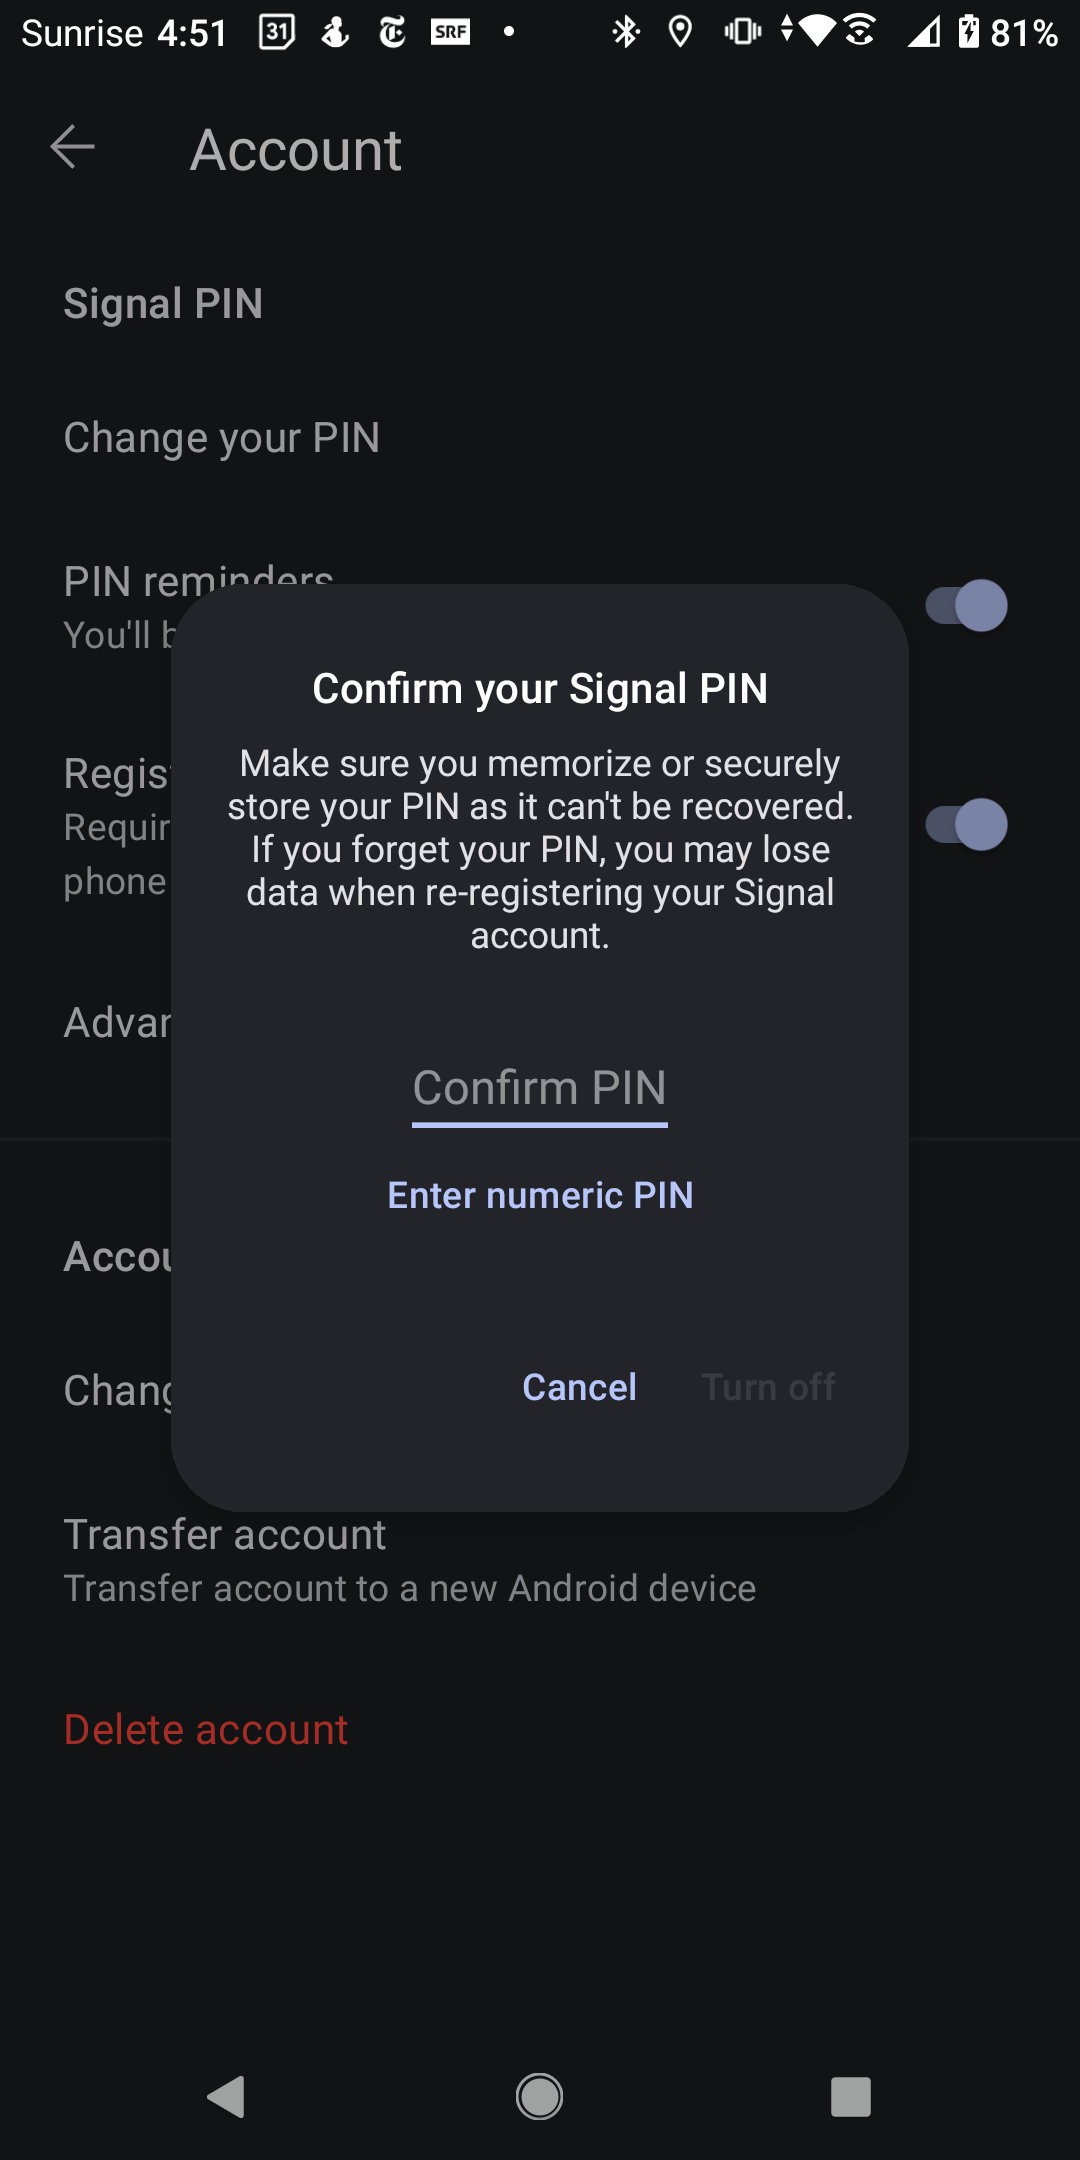 Sunrise 4:51 31 SRF 81%
Account
Signal PIN
Change your PIN
PIN reminders
You'll b
Confirm your Signal PIN
Make sure you memorize or securely
store your PIN as it can't be recovered.
If you forget your PIN, you may lose
data when re-registering your Signal
account.
Regis
Requir
phone
Advan
Confirm PIN
Enter numeric PIN
Accou
Cancel Turn off
Chang
Transfer account
Transfer account to a new Android device
Delete account